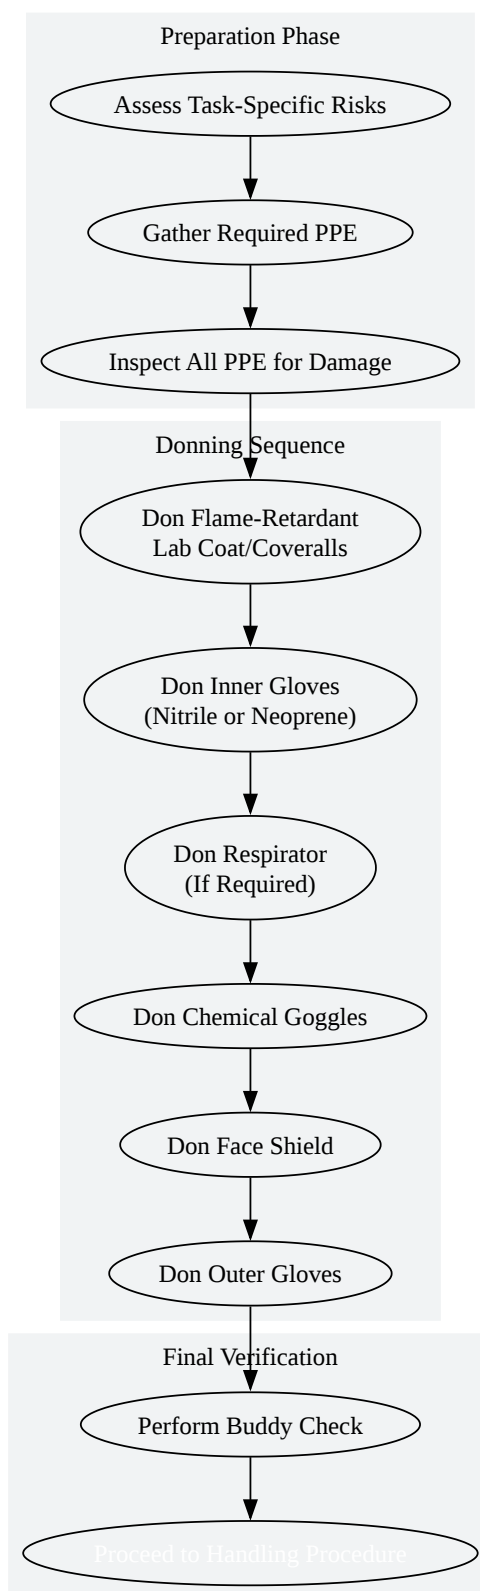 Preparation Phase
Assess Task-Specific Risks
Gather Required PPE
Inspect All PPE for Damage
Donning Sequence
Don Flame-Retardant
Lab Coat/Coveralls
Don Inner Gloves
(Nitrile or Neoprene)
Don Respirator
(If Required)
Don Chemical Goggles
Don Face Shield
Don Outer Gloves
Final Verification
Perform Buddy Check
Proceed to Handling Procedure